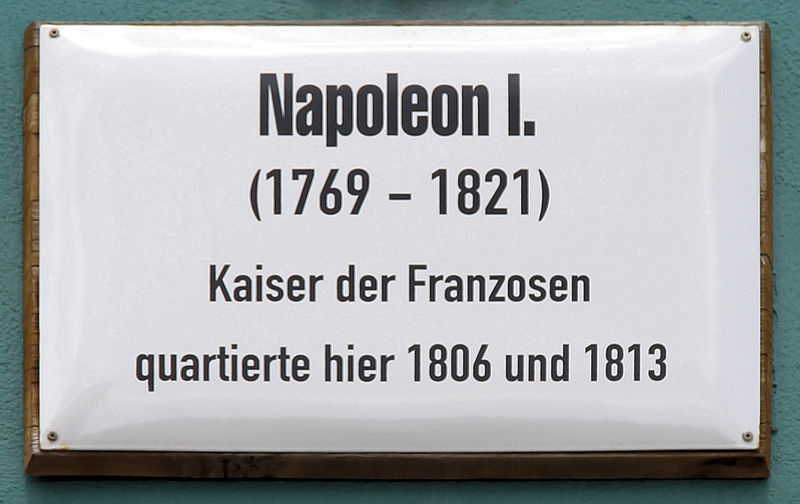 Napoleon I.
(1769 – 1821)
Kaiser der Franzosen
quartierte hier 1806 und 1813